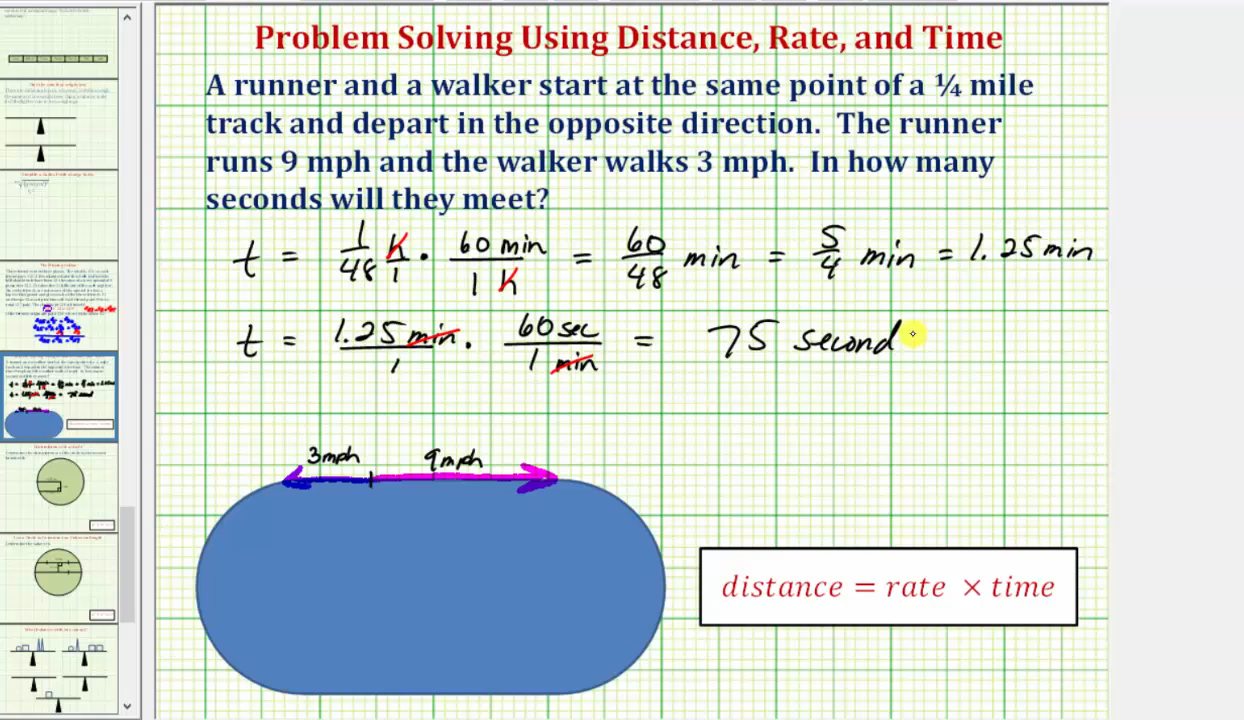 Problem Solving Using Distance, Rate, and Time
A runner and a walker start at the same point of a ¼ mile
track and depart in the opposite direction. The runner
runs 9 mph and the walker walks 3 mph. In how many
seconds will they meet?
t = 1/48 h/1 · 60 min/1 h = 60/48 min = 5/4 min = 1.25 min
t = 1.25 min/1 · 60 sec/1 min = 75 second
3mph 9mph
distance = rate × time